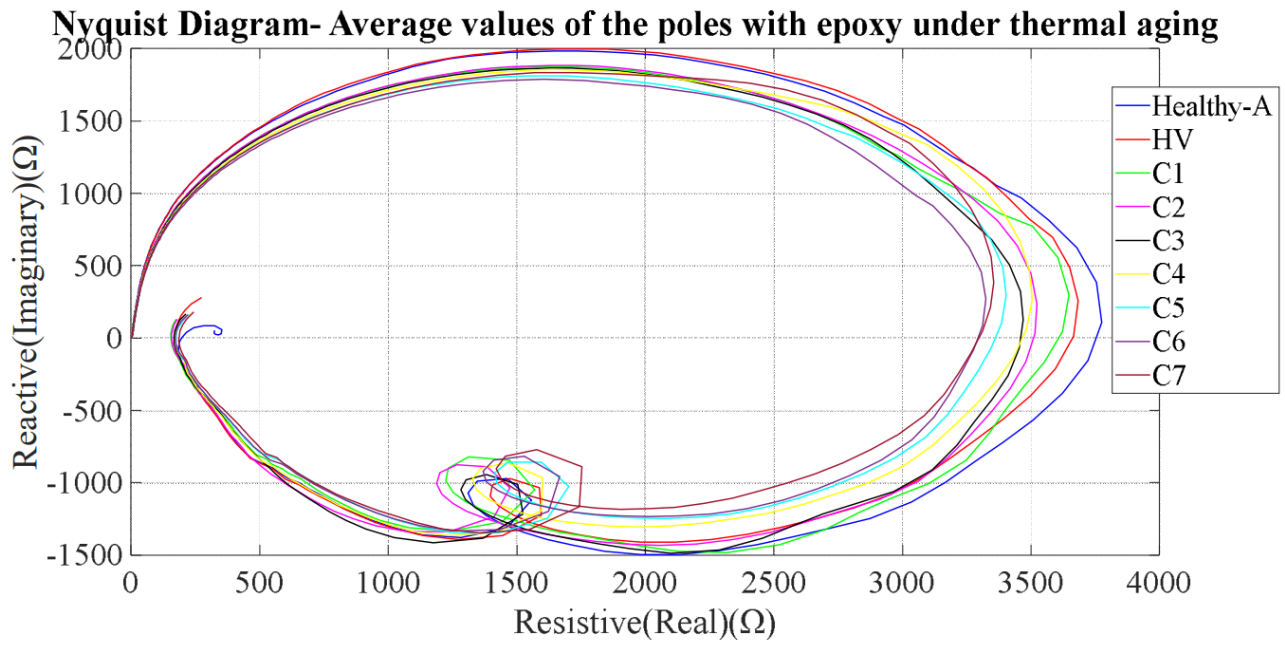 Nyquist Diagram- Average values of the poles with epoxy under thermal aging
2000
1500
1000
500
0
-500
-1000
-1500
Reactive(Imaginary)(Ω)
0 500 1000 1500 2000 2500 3000 3500 4000
Resistive(Real)(Ω)
Healthy-A
HV
C1
C2
C3
C4
C5
C6
C7